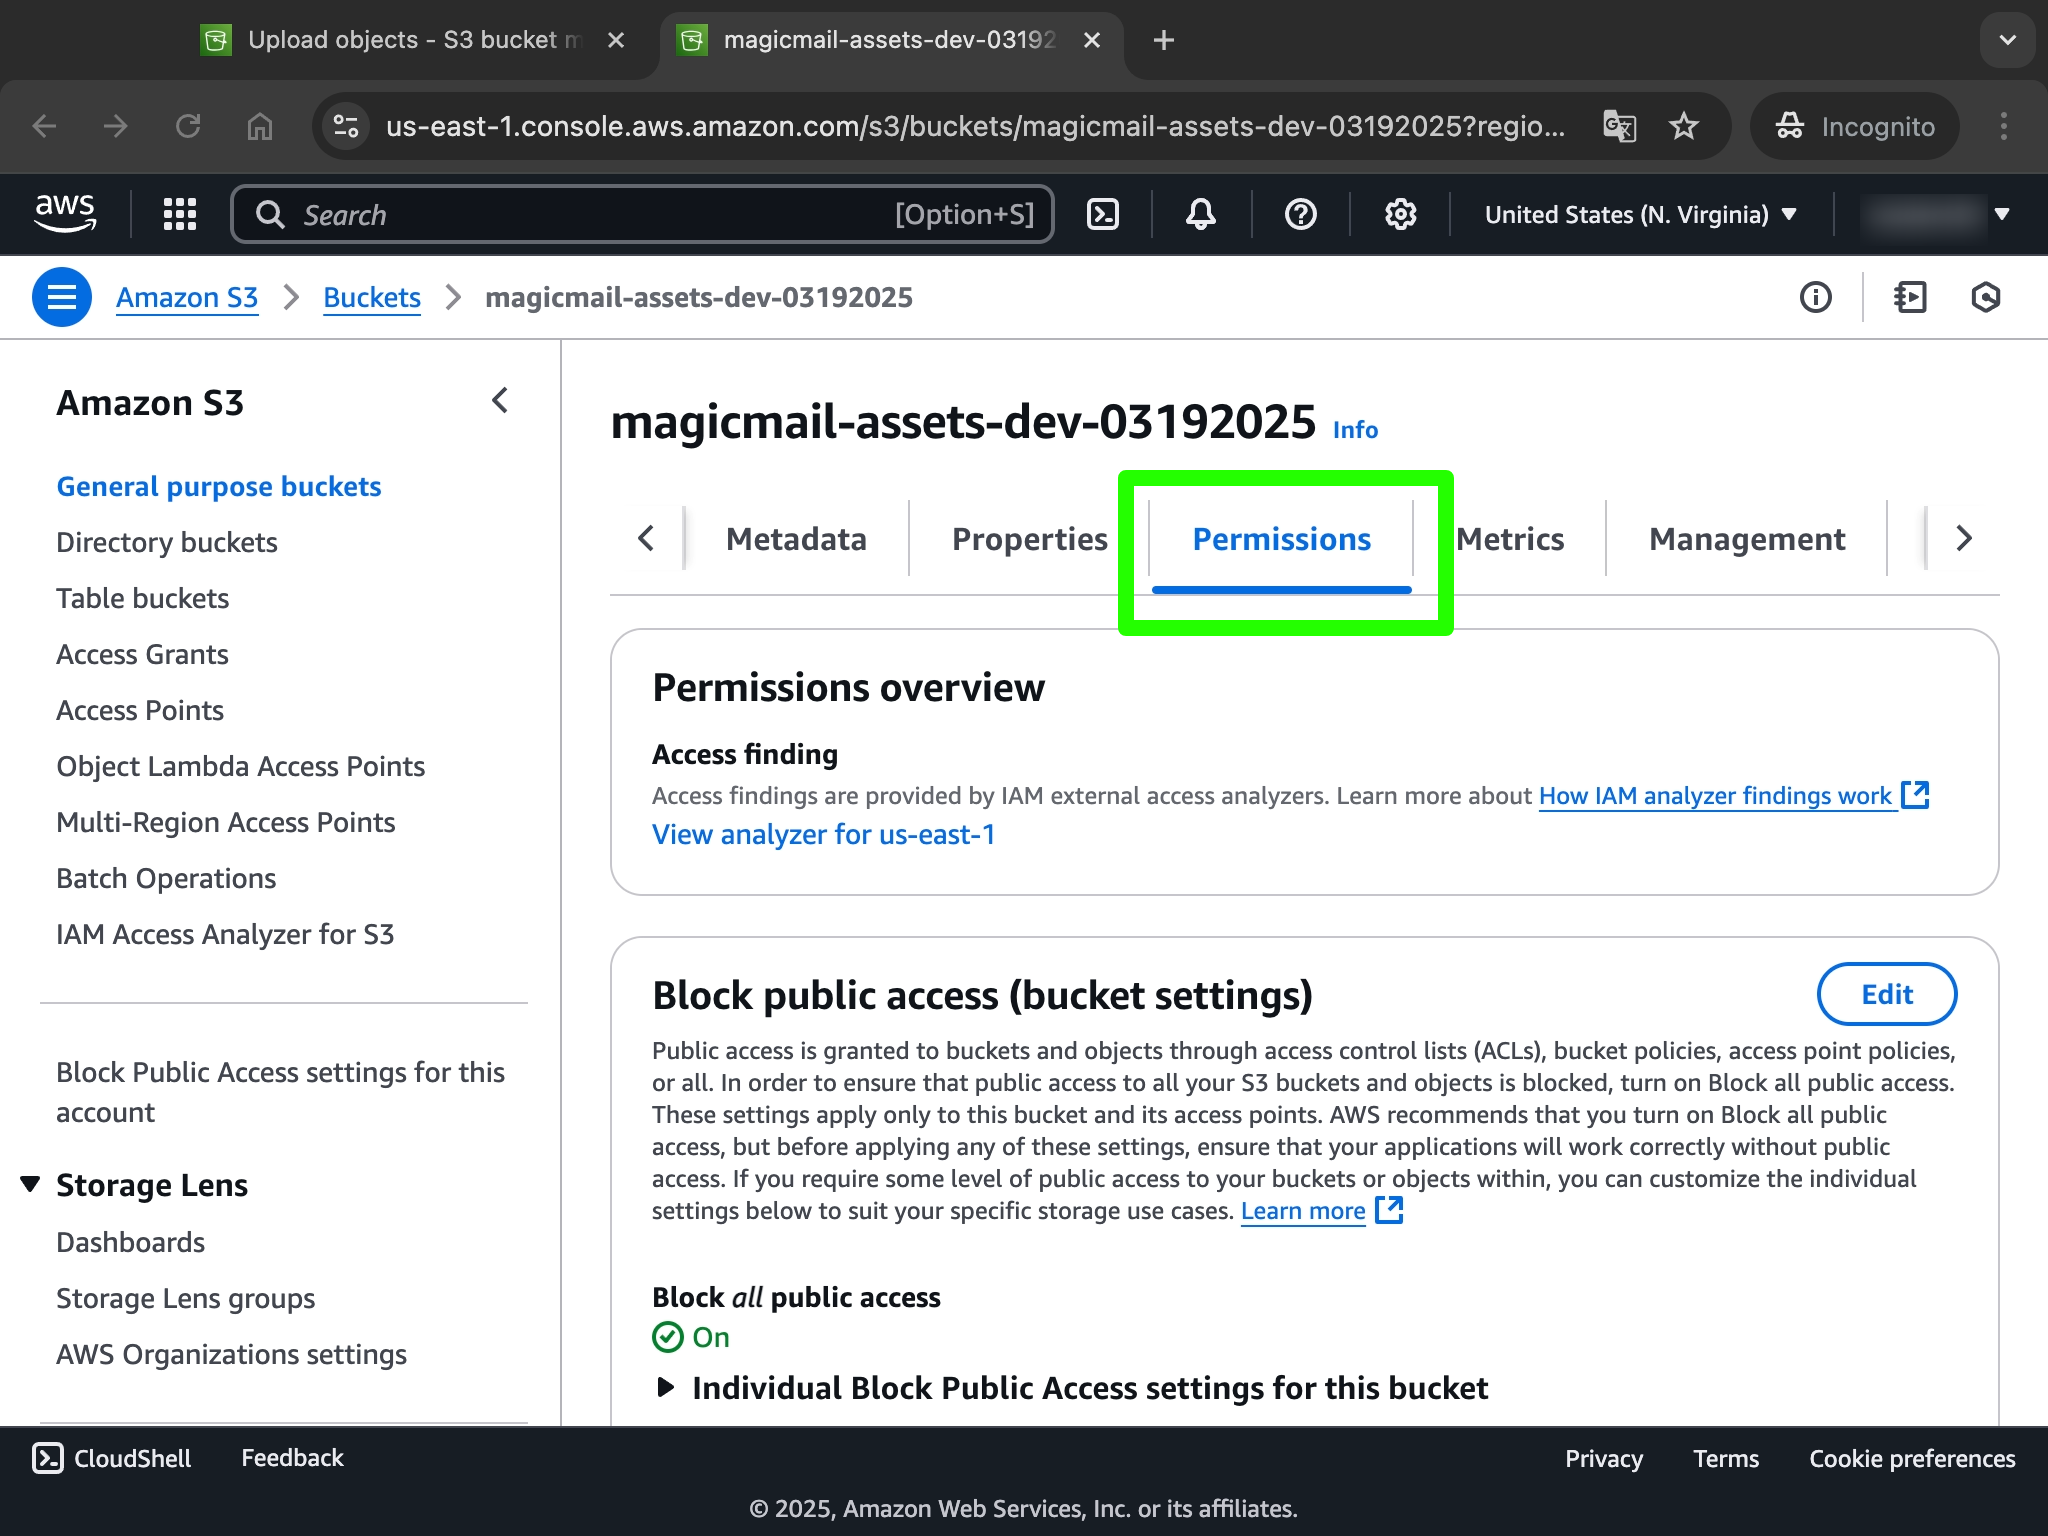 Upload objects - S3 bucket m
magicmail-assets-dev-03192
us-east-1.console.aws.amazon.com/s3/buckets/magicmail-assets-dev-03192025?regio...
Incognito
aws
Search
[Option+S]
United States (N. Virginia)
Amazon S3
Buckets
magicmail-assets-dev-03192025
Amazon S3
General purpose buckets
Directory buckets
Table buckets
Access Grants
Access Points
Object Lambda Access Points
Multi-Region Access Points
Batch Operations
IAM Access Analyzer for S3
Block Public Access settings for this
account
Storage Lens
Dashboards
Storage Lens groups
AWS Organizations settings
magicmail-assets-dev-03192025 Info
Metadata
Properties
Permissions
Metrics
Management
Permissions overview
Access finding
Access findings are provided by IAM external access analyzers. Learn more about How IAM analyzer findings work
View analyzer for us-east-1
Block public access (bucket settings)
Edit
Public access is granted to buckets and objects through access control lists (ACLs), bucket policies, access point policies,
or all. In order to ensure that public access to all your S3 buckets and objects is blocked, turn on Block all public access.
These settings apply only to this bucket and its access points. AWS recommends that you turn on Block all public
access, but before applying any of these settings, ensure that your applications will work correctly without public
access. If you require some level of public access to your buckets or objects within, you can customize the individual
settings below to suit your specific storage use cases. Learn more
Block all public access
On
Individual Block Public Access settings for this bucket
CloudShell
Feedback
Privacy
Terms
Cookie preferences
© 2025, Amazon Web Services, Inc. or its affiliates.